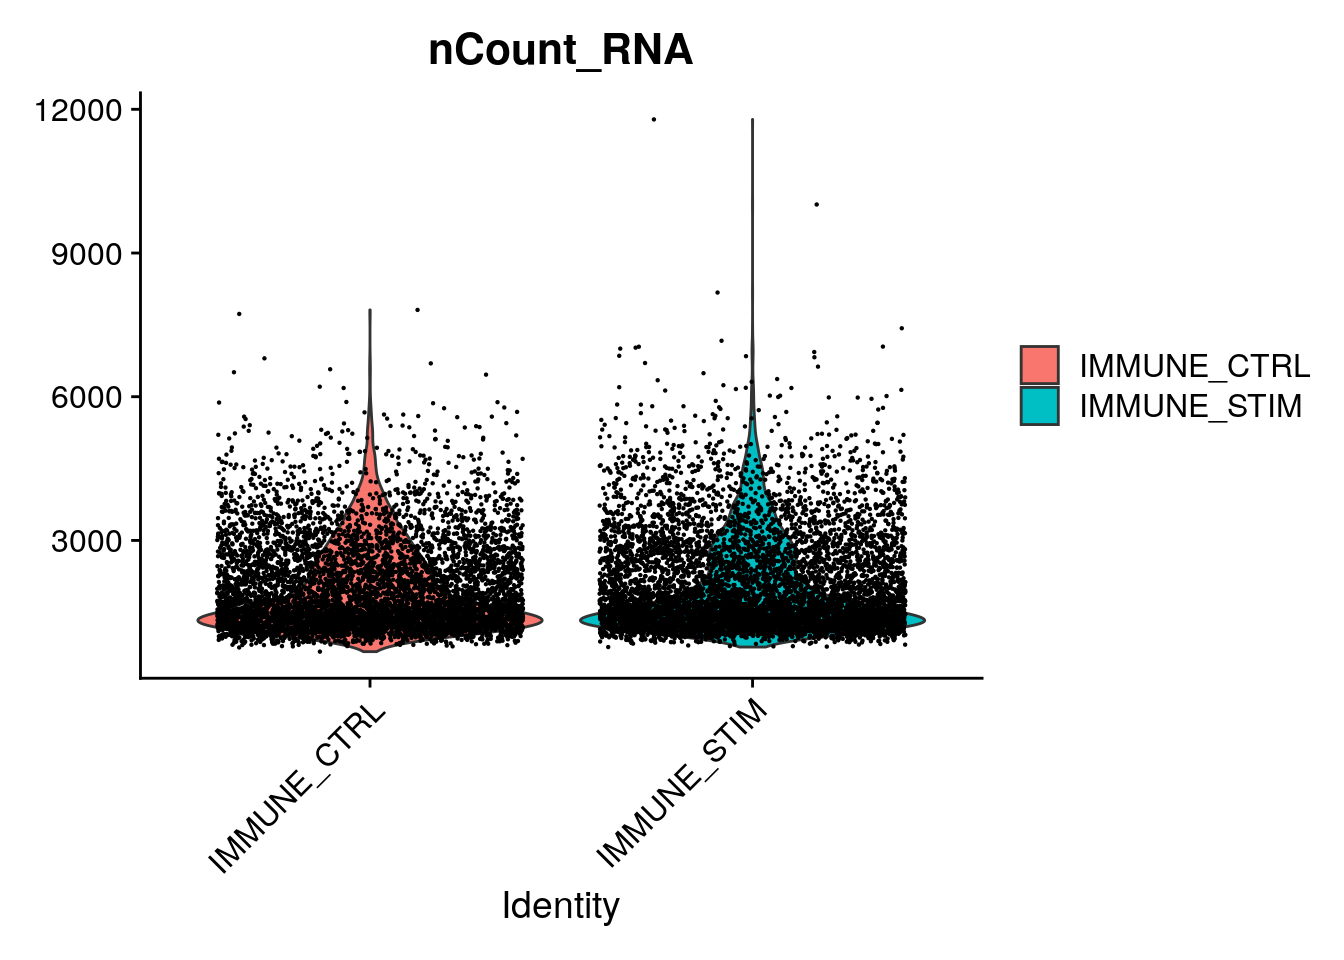 nCount_RNA
12000
9000
6000
3000
IMMUNE_CTRL
IMMUNE_STIM
IMMUNE_CTRL
IMMUNE_STIM
Identity